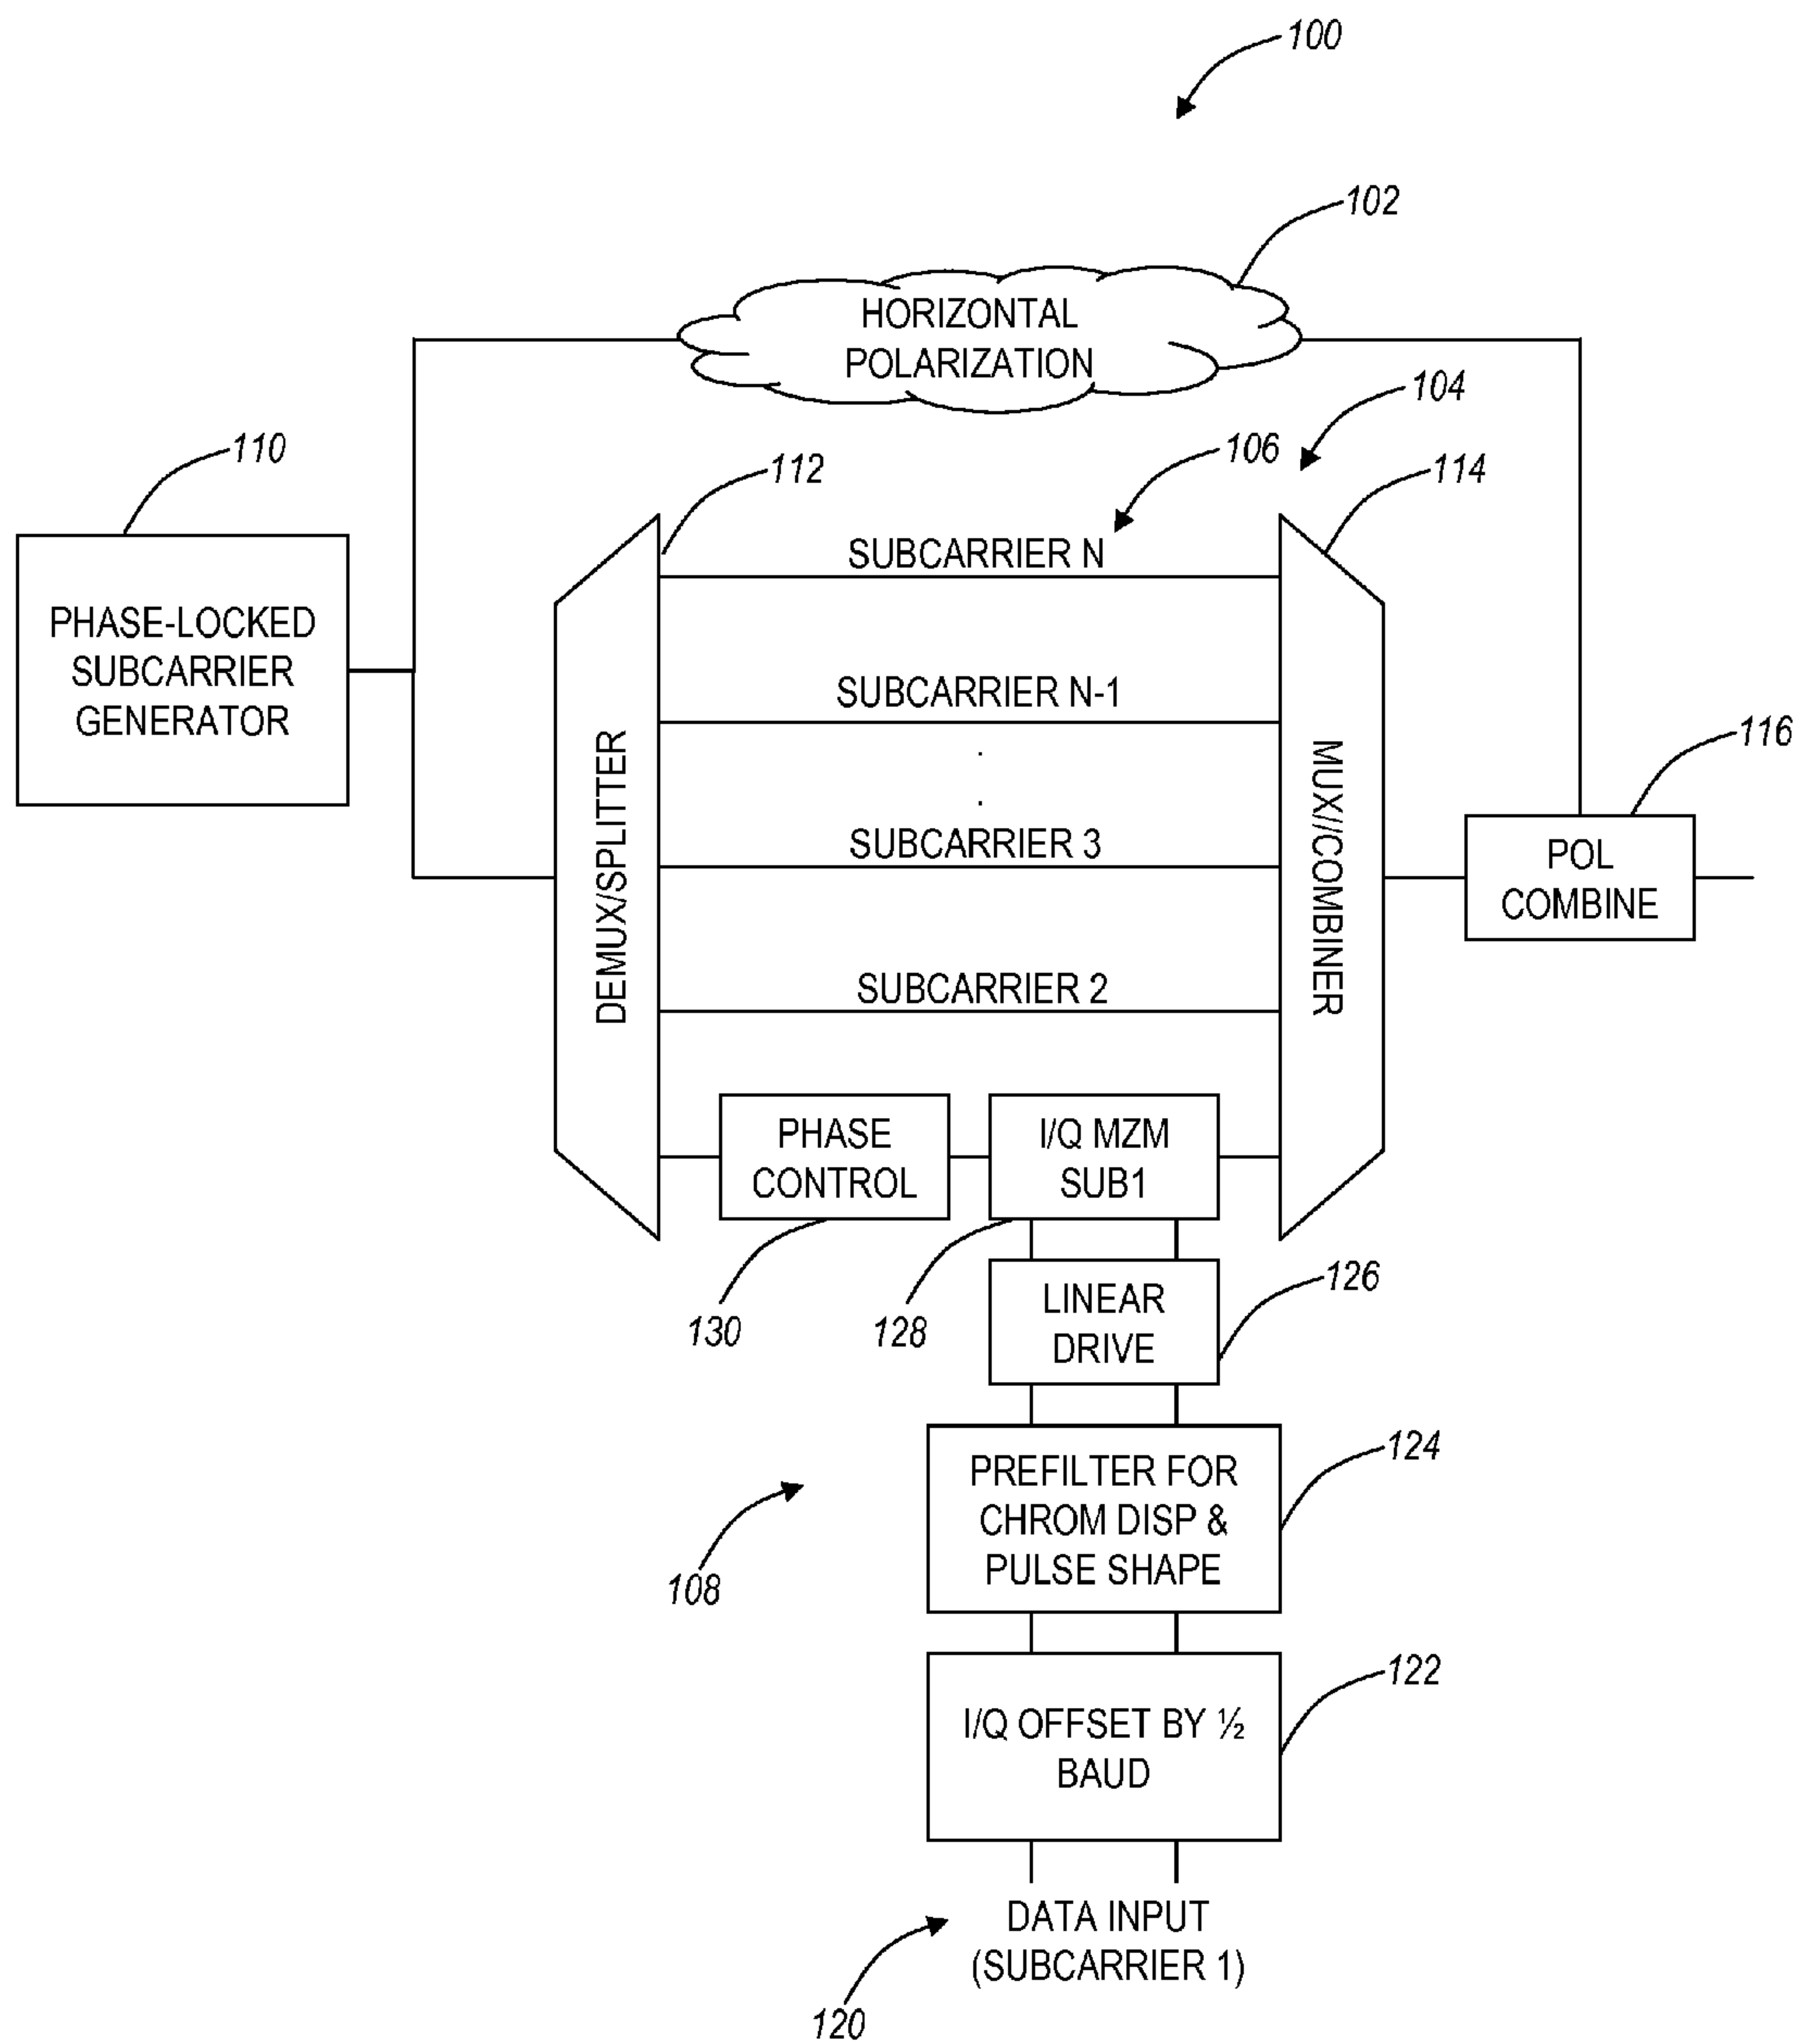 100
102
HORIZONTAL
POLARIZATION
104
106
110
112
114
SUBCARRIER N
PHASE-LOCKED
SUBCARRIER
GENERATOR
SUBCARRIER N-1
.
.
116
DEMUX/SPLITTER
MUX//COMBINER
SUBCARRIER 3
POL
COMBINE
SUBCARRIER 2
PHASE
CONTROL
I/Q MZM
SUB1
130
128
LINEAR
DRIVE
126
PREFILTER FOR
CHROM DISP &
PULSE SHAPE
124
108
I/Q OFFSET BY ½
BAUD
122
DATA INPUT
(SUBCARRIER 1)
120